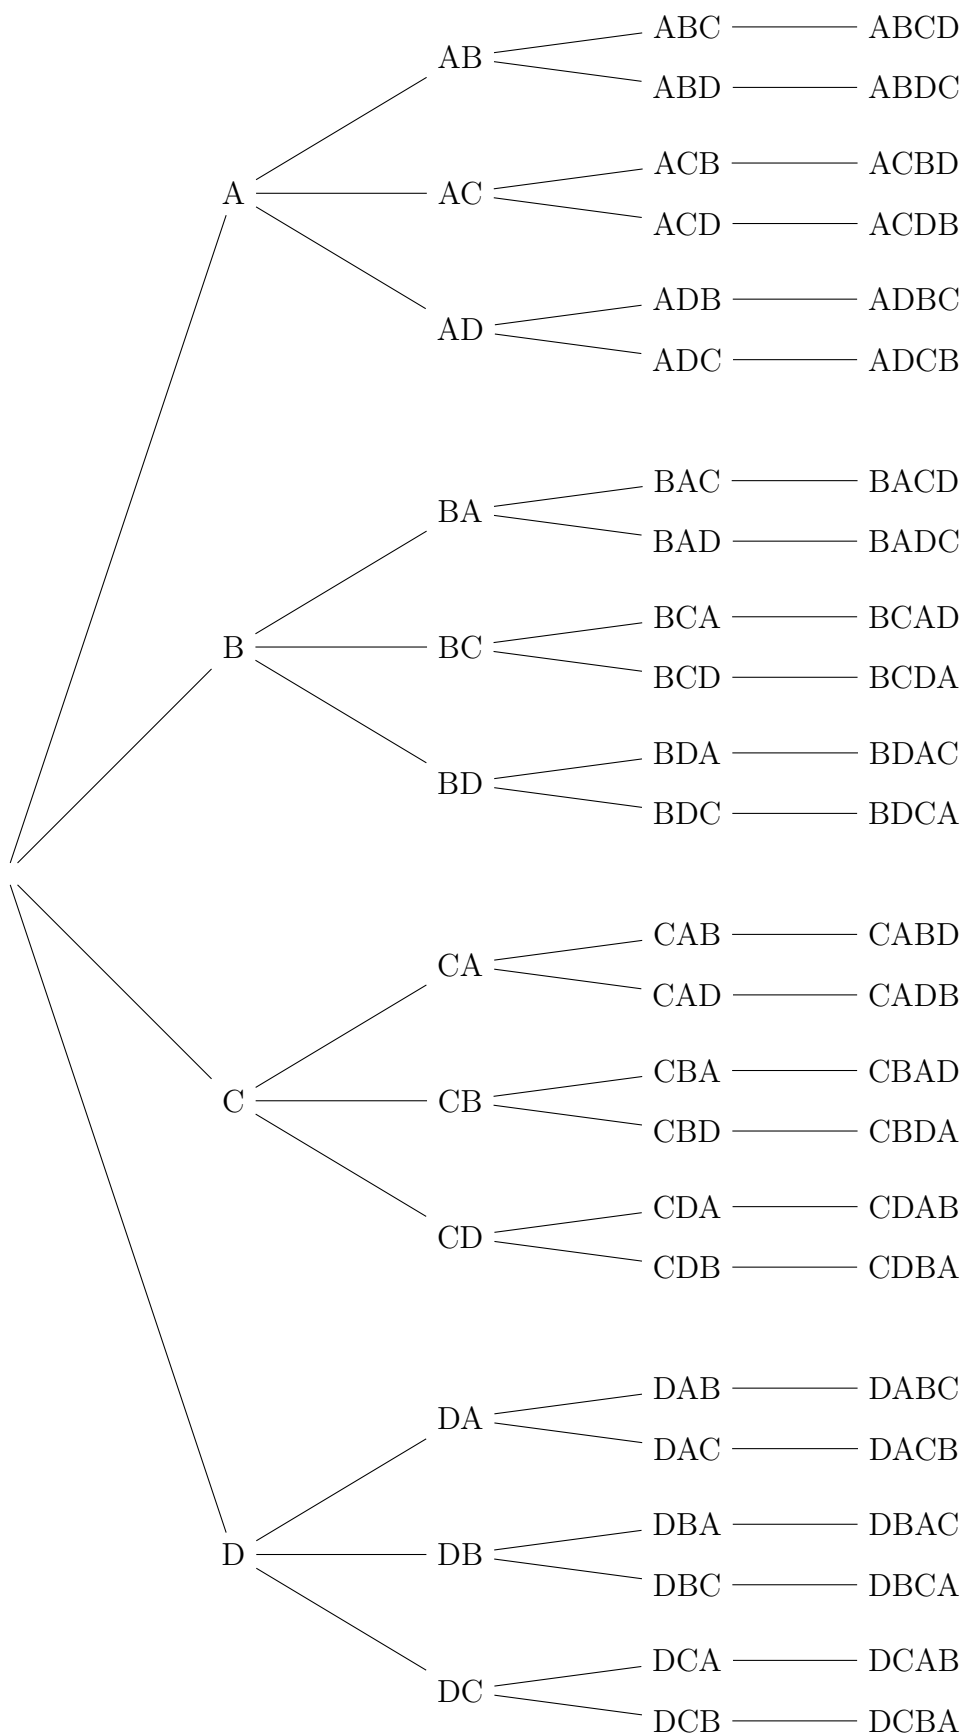 ABC ABCD
AB
ABD ABDC
ACB ACBD
A AC
ACD ACDB
ADB ADBC
AD
ADC ADCB
BAC BACD
BA
BAD BADC
BCA BCAD
B BC
BCD BCDA
BDA BDAC
BD
BDC BDCA
CAB CABD
CA
CAD CADB
CBA CBAD
C CB
CBD CBDA
CDA CDAB
CD
CDB CDBA
DAB DABC
DA
DAC DACB
DBA DBAC
D DB
DBC DBCA
DCA DCAB
DC
DCB DCBA